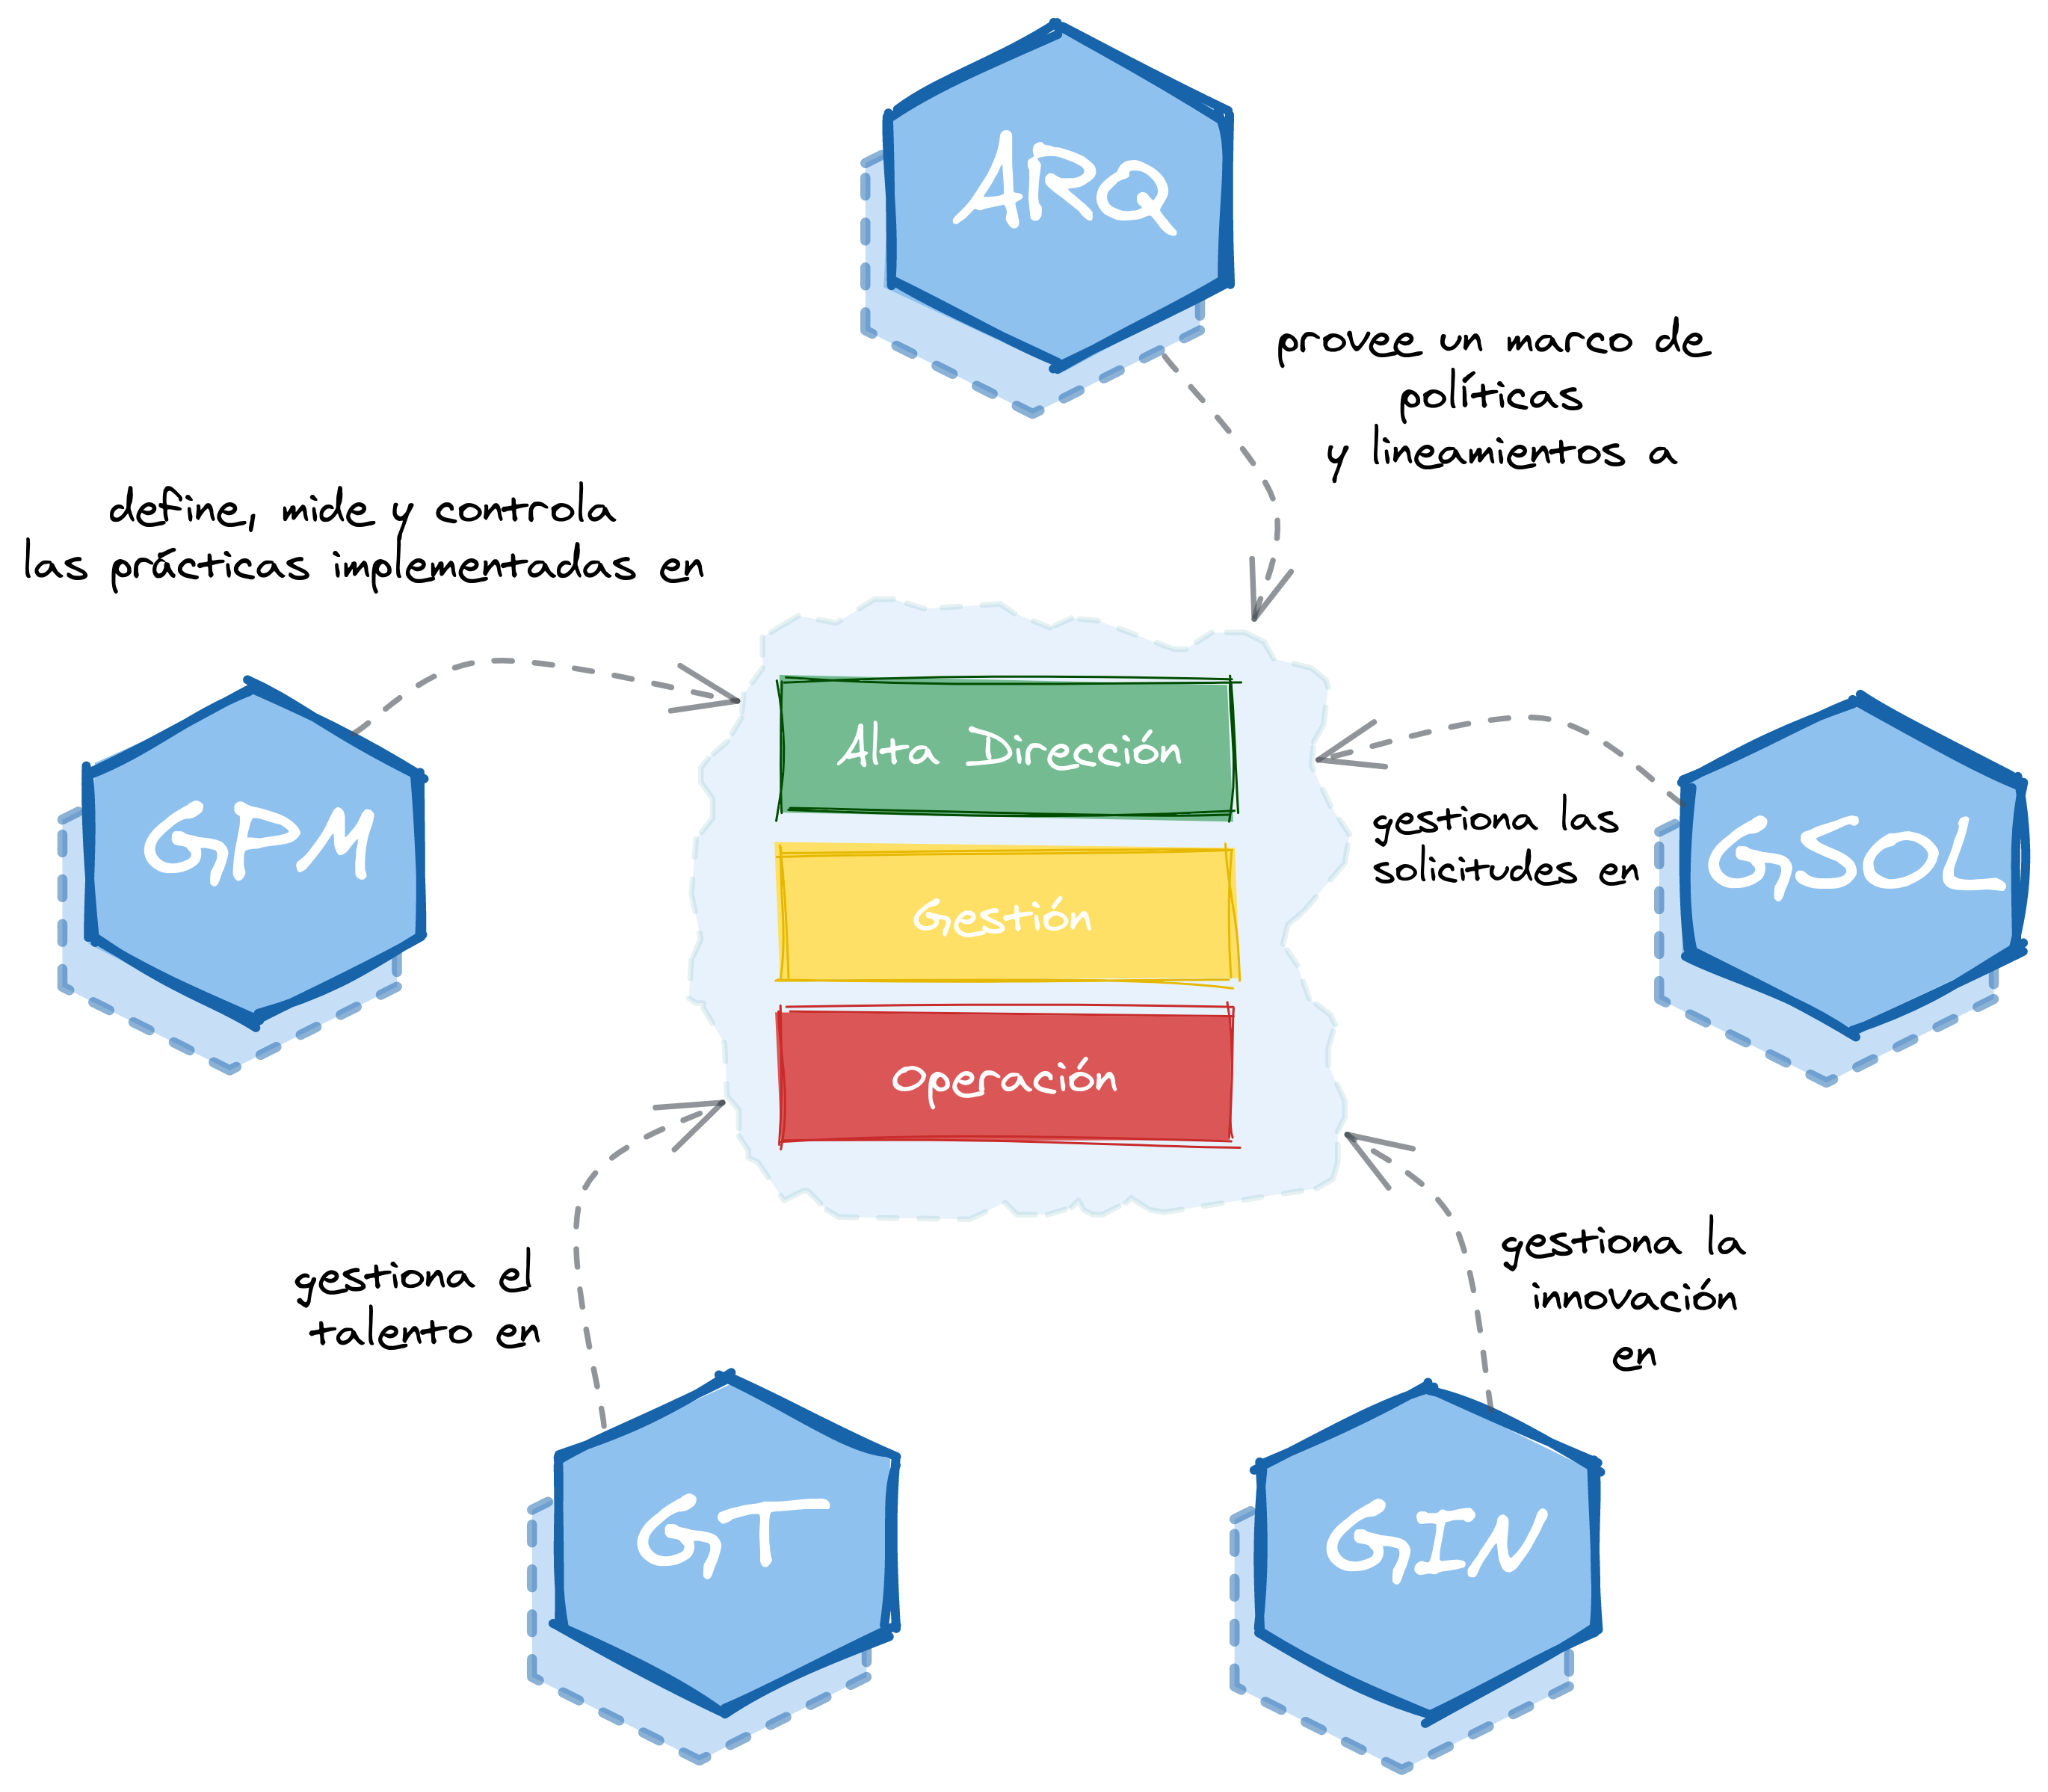 ARQ
provee un marco de
políticas
y lineamientos a
define, mide y controla
las prácticas implementadas en
GPM
Alta Dirección
Gestión
Operación
gestiona las
solicitudes en
GSOL
gestiona el
talento en
GT
gestiona la
innovación
en
GIN